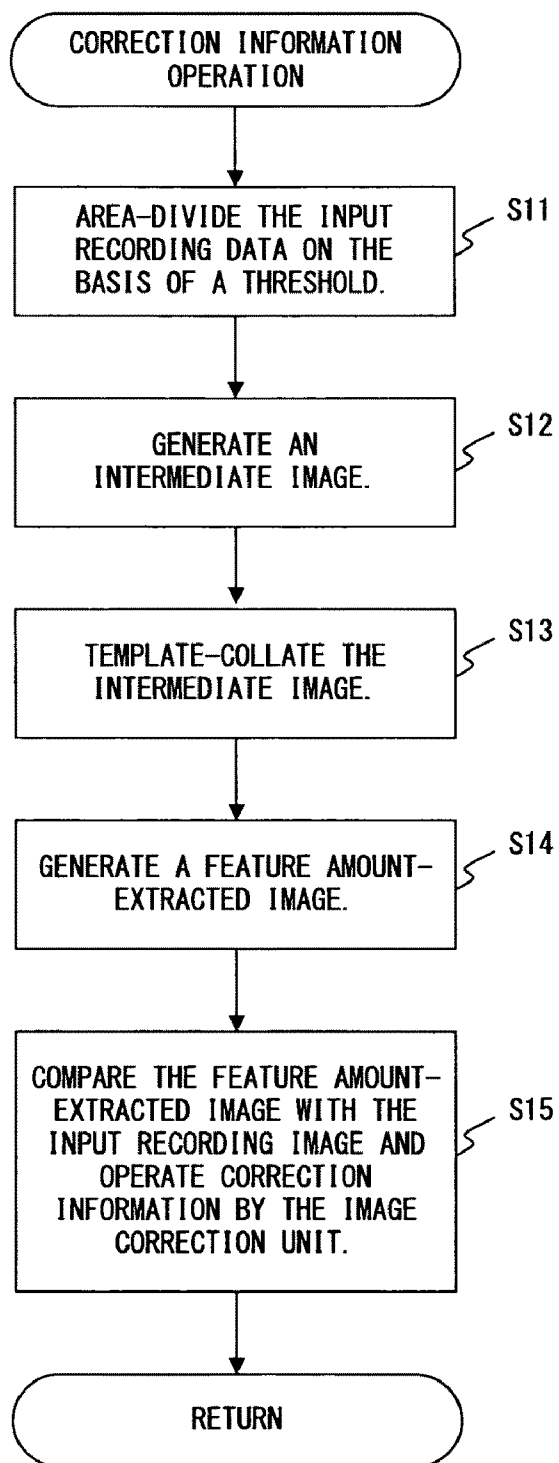 CORRECTION INFORMATION
OPERATION
AREA-DIVIDE THE INPUT
RECORDING DATA ON THE
BASIS OF A THRESHOLD.
S11
GENERATE AN
INTERMEDIATE IMAGE.
S12
TEMPLATE-COLLATE THE
INTERMEDIATE IMAGE.
S13
GENERATE A FEATURE AMOUNT-
EXTRACTED IMAGE.
S14
COMPARE THE FEATURE AMOUNT-
EXTRACTED IMAGE WITH THE
INPUT RECORDING IMAGE AND
OPERATE CORRECTION
INFORMATION BY THE IMAGE
CORRECTION UNIT.
S15
RETURN